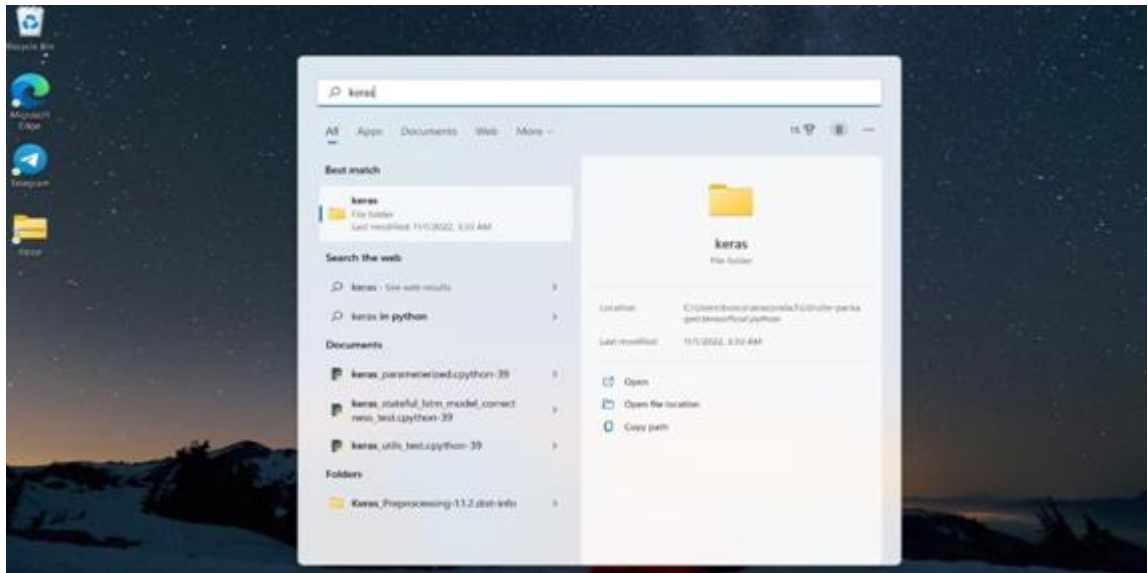 Recycle Bin
Microsoft
Edge
Telegram
keras
All Apps Documents Web More
15 B ...
Best match
keras
File folder
Last modified: 11/1/2022, 3:33 AM
Search the web
keras - See web results
keras in python
Documents
keras_parameterized.cpython-39
keras_stateful_lstm_model_correct
ness_test.cpython-39
keras_utils_test.cpython-39
Folders
Keras_Preprocessing-1.1.2.dist-info
keras
File folder
Location
Last modified 11/1/2022, 3:33 AM
Open
Open file location
Copy path